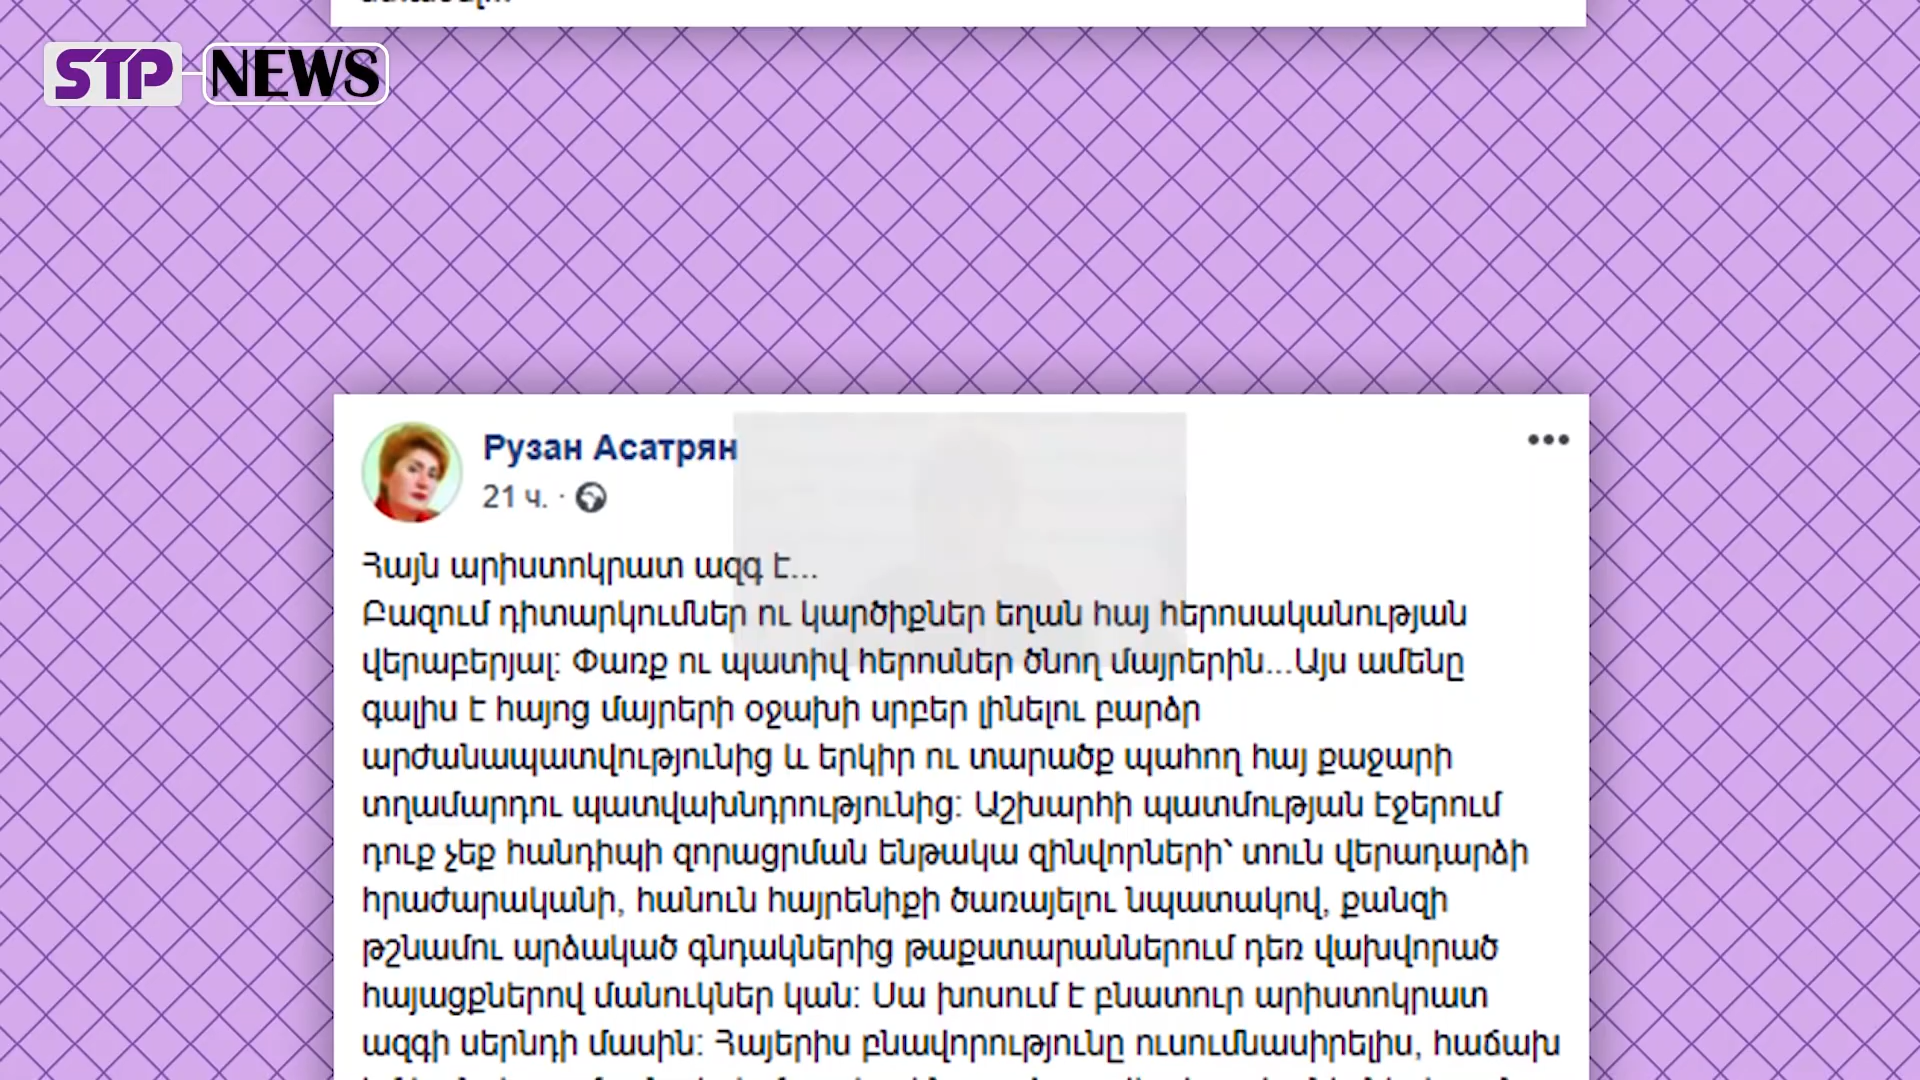 STP NEWS
Рузан Асатрян
21 ч. ·
Հայն արիստոկրատ ազգ է...
Բազում դիտարկումներ ու կարծիքներ եղան հայ հերոսականության
վերաբերյալ: Փառք ու պատիվ հերոսներ ծնող մայրերին...Այս ամենը
գալիս է հայոց մայրերի օջախի սրբեր լինելու բարձր
արժանապատվությունից և երկիր ու տարածք պահող հայ քաջարի
տղամարդու պատվախնդրությունից: Աշխարհի պատմության էջերում
դուք չեք հանդիպի զորացրման ենթակա զինվորների՝ տուն վերադարձի
հրաժարականի, հանուն հայրենիքի ծառայելու նպատակով, քանզի
թշնամու արձակած գնդակներից թաքստարաններում դեռ վախվորած
հայացքներով մանուկներ կան: Սա խոսում է բնատուր արիստոկրատ
ազգի սերնդի մասին: Հայերիս բնավորությունը ուսումնասիրելիս, հաճախ